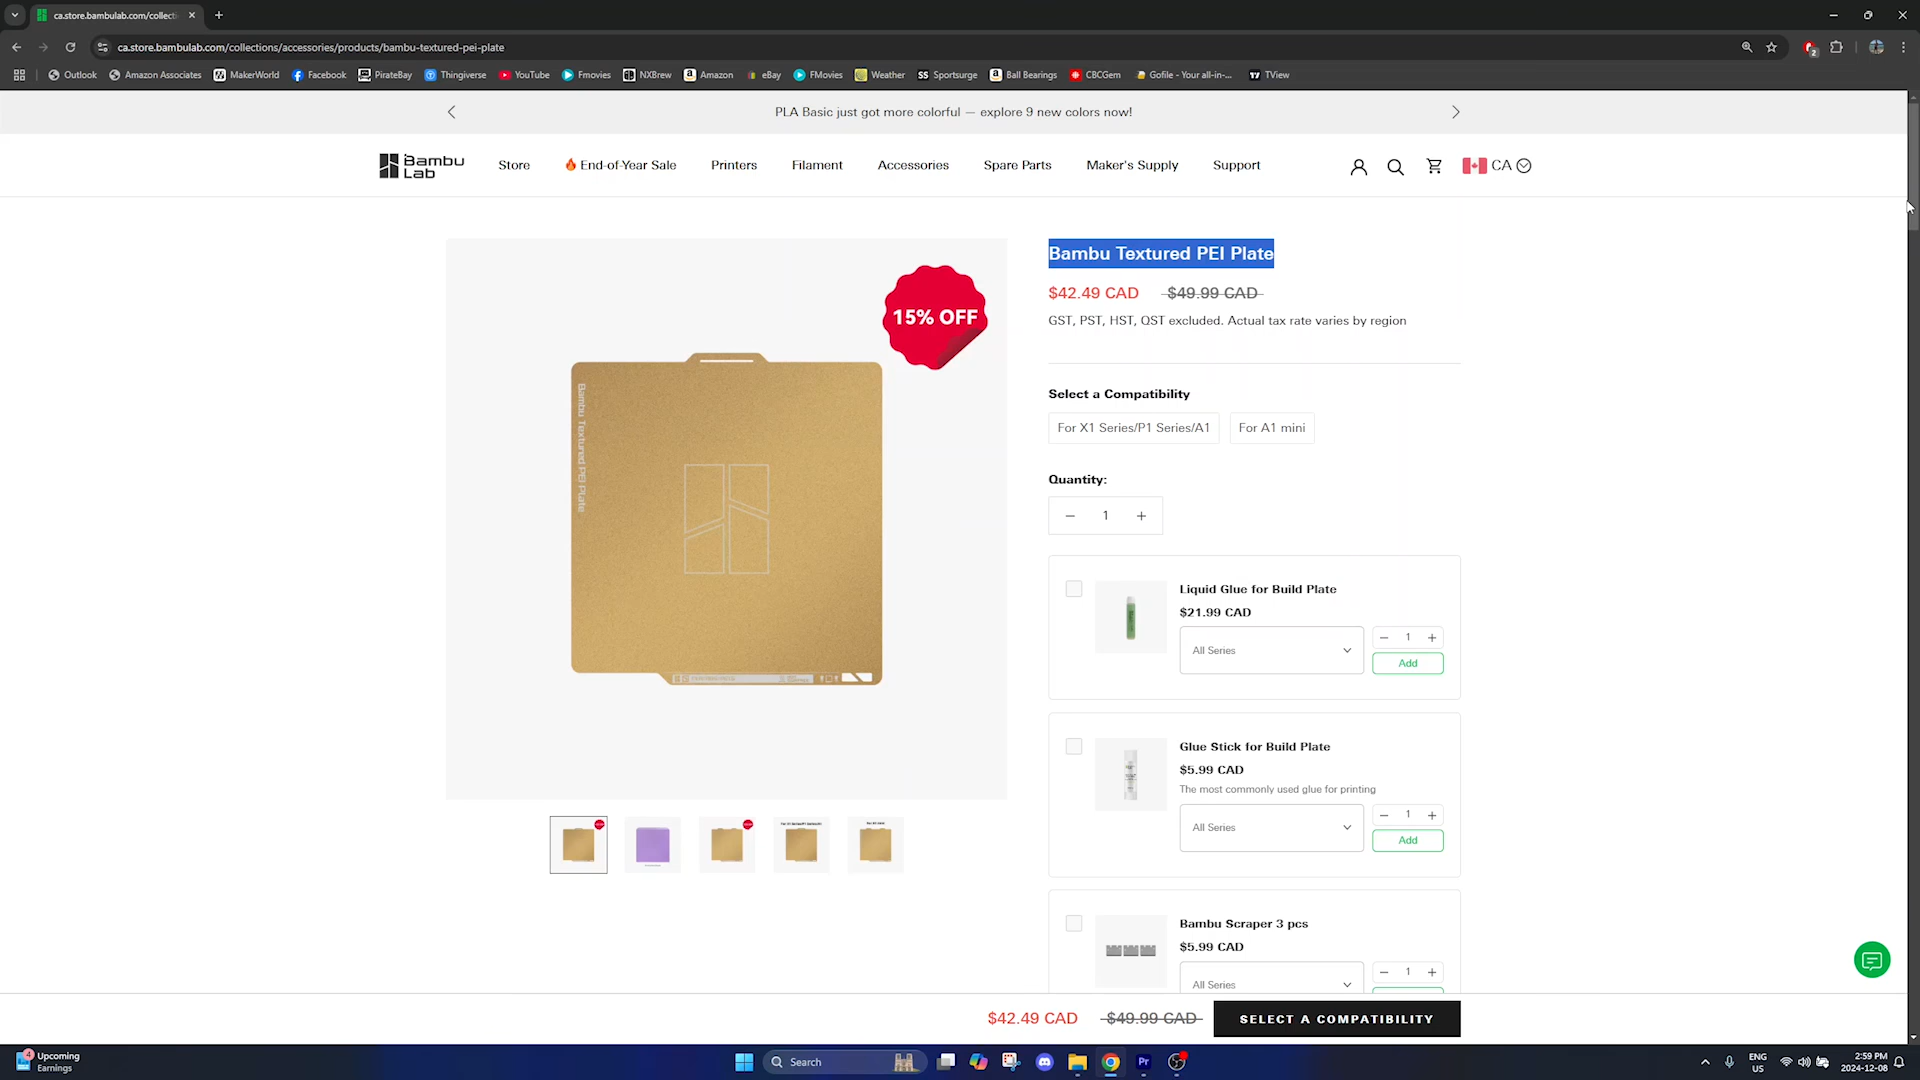 ca.store.bambulab.com/collecti
ca.store.bambulab.com/collections/accessories/products/bambu-textured-pei-plate
2
Outlook
Amazon Associates
MakerWorld
Facebook
PirateBay
Thingiverse
YouTube
Fmovies
NXBrew
Amazon
eBay
FMovies
Weather
SS Sportsurge
Ball Bearings
CBCGem
Gofile - Your all-in-...
TView
PLA Basic just got more colorful — explore 9 new colors now!
Bambu
Lab
Store
End-of-Year Sale
Printers
Filament
Accessories
Spare Parts
Maker's Supply
Support
CA
15% OFF
Bambu Textured PEI Plate
Bambu Textured PEI Plate
$42.49 CAD $49.99 CAD
GST, PST, HST, QST excluded. Actual tax rate varies by region
Select a Compatibility
For X1 Series/P1 Series/A1
For A1 mini
Quantity:
− 1 +
Liquid Glue for Build Plate
$21.99 CAD
All Series
− 1 +
Add
Glue Stick for Build Plate
$5.99 CAD
The most commonly used glue for printing
All Series
− 1 +
Add
Bambu Scraper 3 pcs
$5.99 CAD
All Series
− 1 +
$42.49 CAD $49.99 CAD
SELECT A COMPATIBILITY
4
Upcoming
Earnings
Search
Pr
ENG
US
2:59 PM
2024-12-08